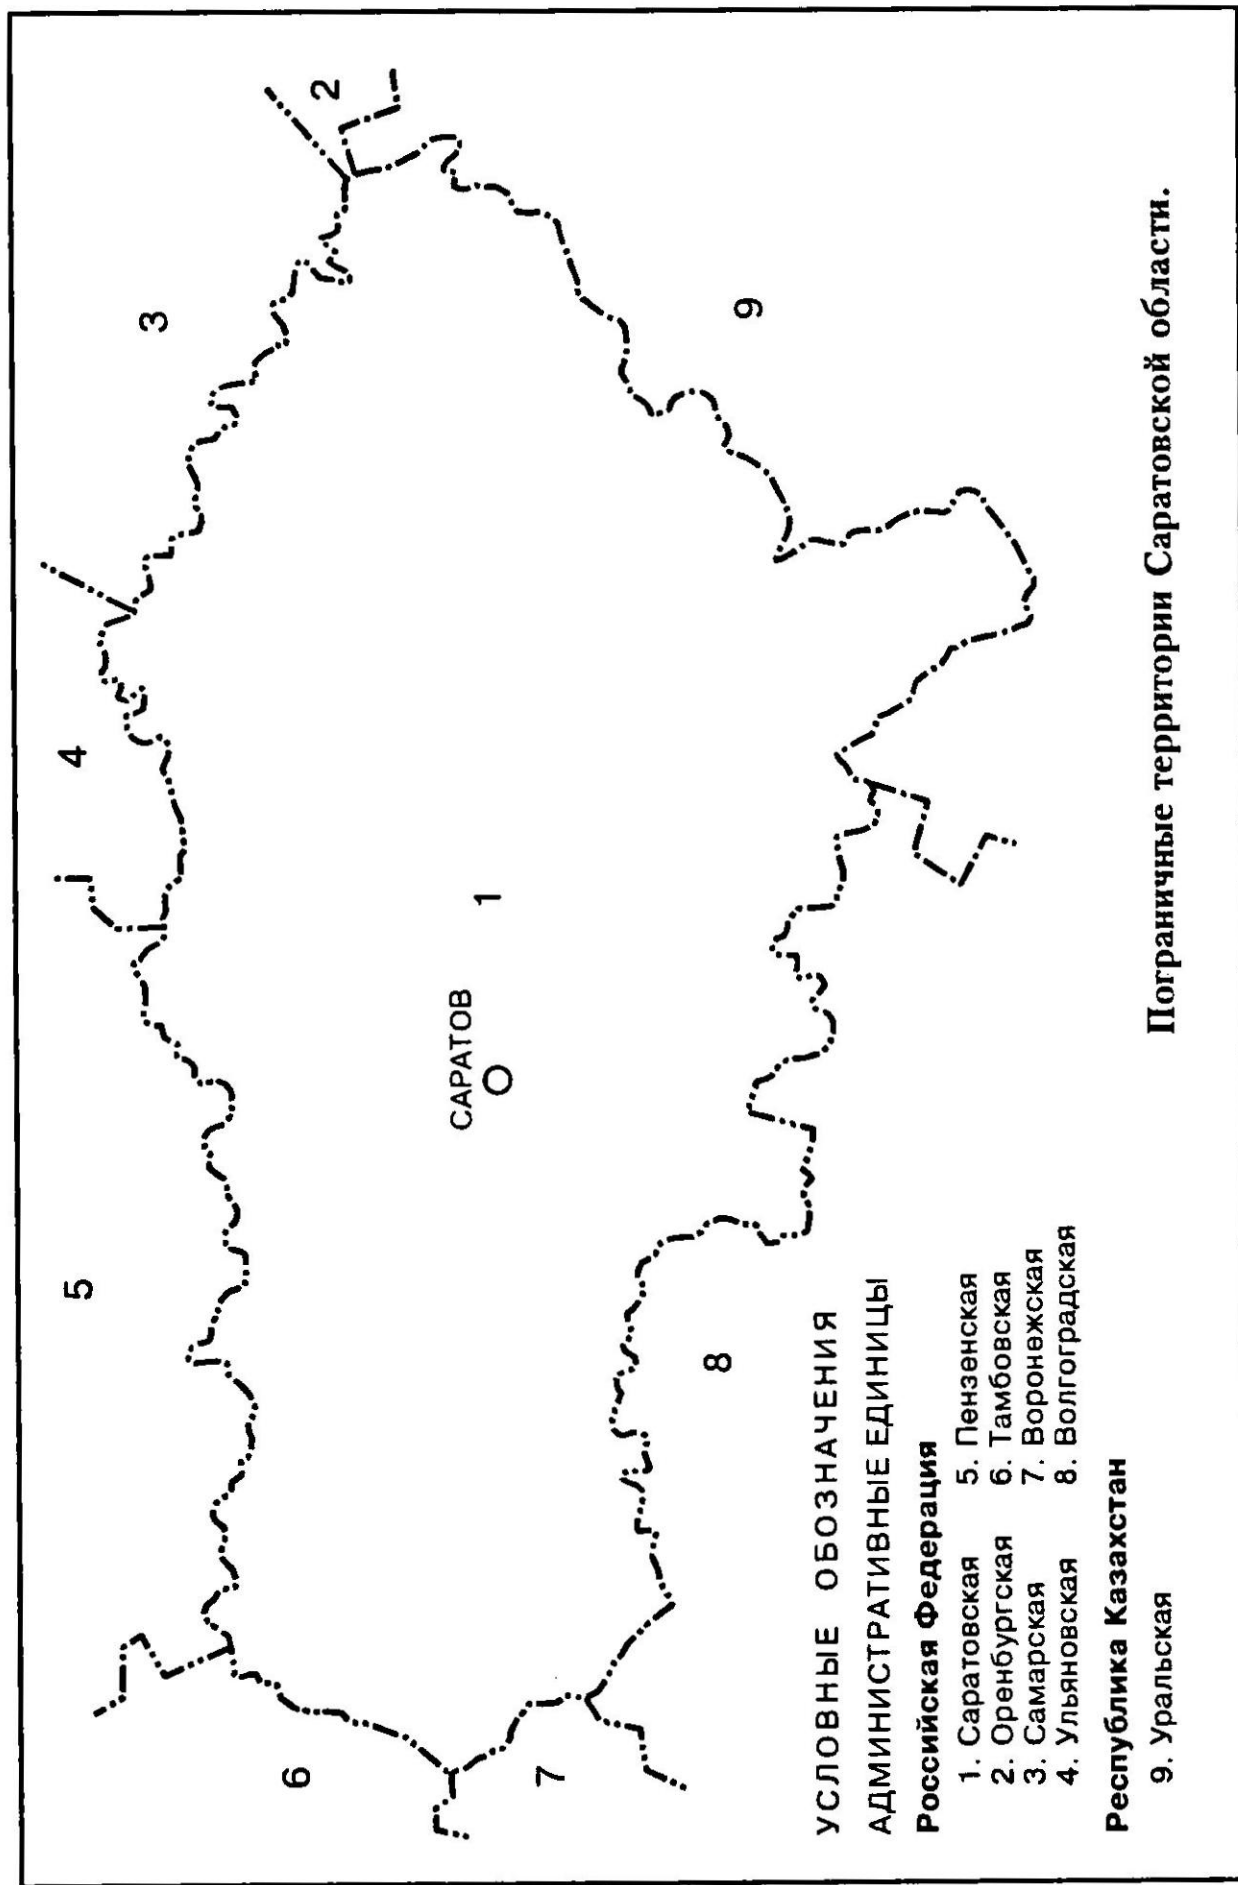 2
3
4
9
1
САРАТОВ
5
8
6
7
УСЛОВНЫЕ ОБОЗНАЧЕНИЯ
АДМИНИСТРАТИВНЫЕ ЕДИНИЦЫ
Российская Федерация
1. Саратовская 5. Пензенская
2. Оренбургская 6. Тамбовская
3. Самарская 7. Воронежская
4. Ульяновская 8. Волгоградская
Республика Казахстан
9. Уральская
Пограничные территории Саратовской области.